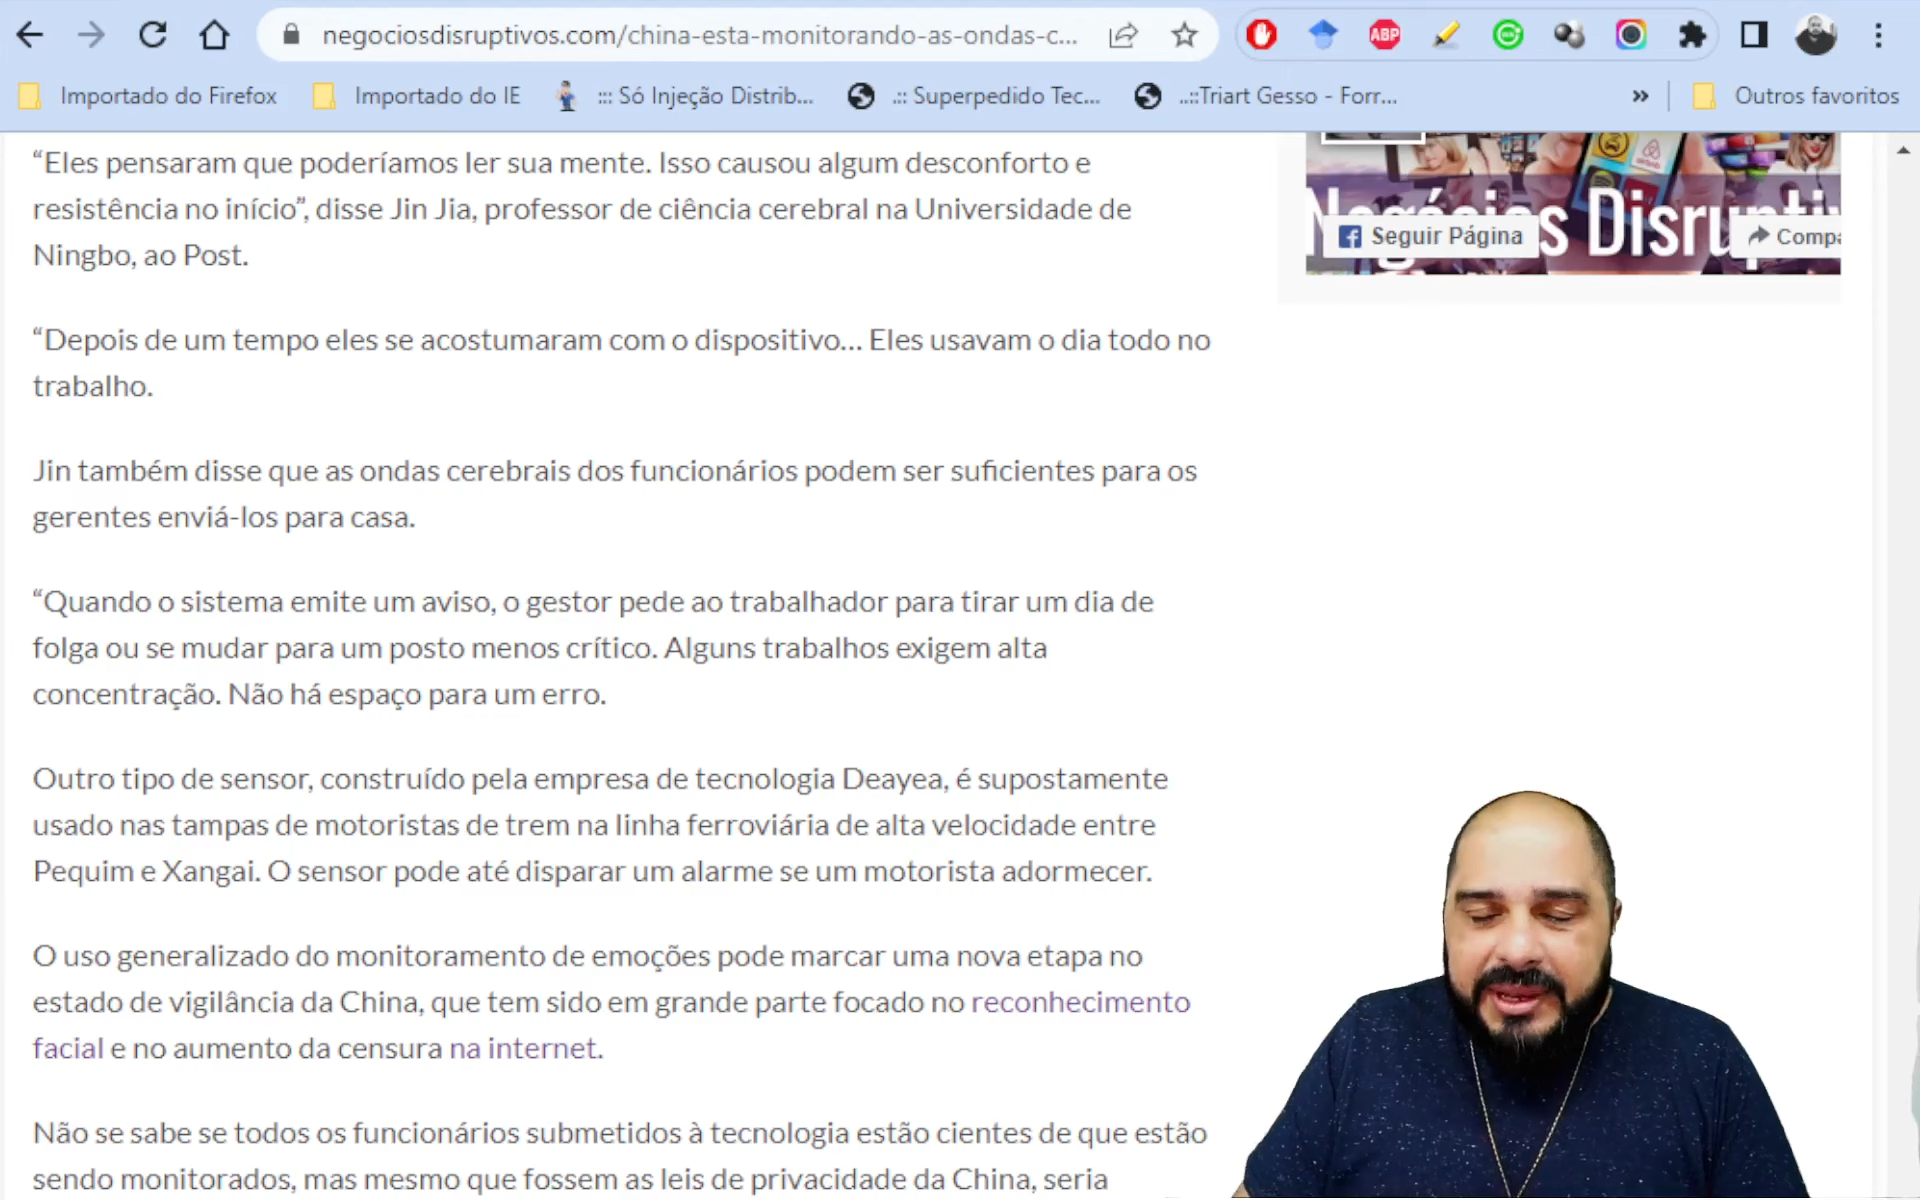 negociosdisruptivos.com/china-esta-monitorando-as-ondas-c...
ABP
Importado do Firefox
Importado do IE
::: Só Injeção Distrib...
.:: Superpedido Tec...
..::Triart Gesso - Forr...
»
Outros favoritos
“Eles pensaram que poderíamos ler sua mente. Isso causou algum desconforto e
resistência no início”, disse Jin Jia, professor de ciência cerebral na Universidade de
Ningbo, ao Post.
“Depois de um tempo eles se acostumaram com o dispositivo… Eles usavam o dia todo no
trabalho.
Jin também disse que as ondas cerebrais dos funcionários podem ser suficientes para os
gerentes enviá-los para casa.
“Quando o sistema emite um aviso, o gestor pede ao trabalhador para tirar um dia de
folga ou se mudar para um posto menos crítico. Alguns trabalhos exigem alta
concentração. Não há espaço para um erro.
Outro tipo de sensor, construído pela empresa de tecnologia Deayea, é supostamente
usado nas tampas de motoristas de trem na linha ferroviária de alta velocidade entre
Pequim e Xangai. O sensor pode até disparar um alarme se um motorista adormecer.
O uso generalizado do monitoramento de emoções pode marcar uma nova etapa no
estado de vigilância da China, que tem sido em grande parte focado no reconhecimento
facial e no aumento da censura na internet.
Não se sabe se todos os funcionários submetidos à tecnologia estão cientes de que estão
sendo monitorados, mas mesmo que fossem as leis de privacidade da China, seria
Negócios Disruptiv
Seguir Página
Compa